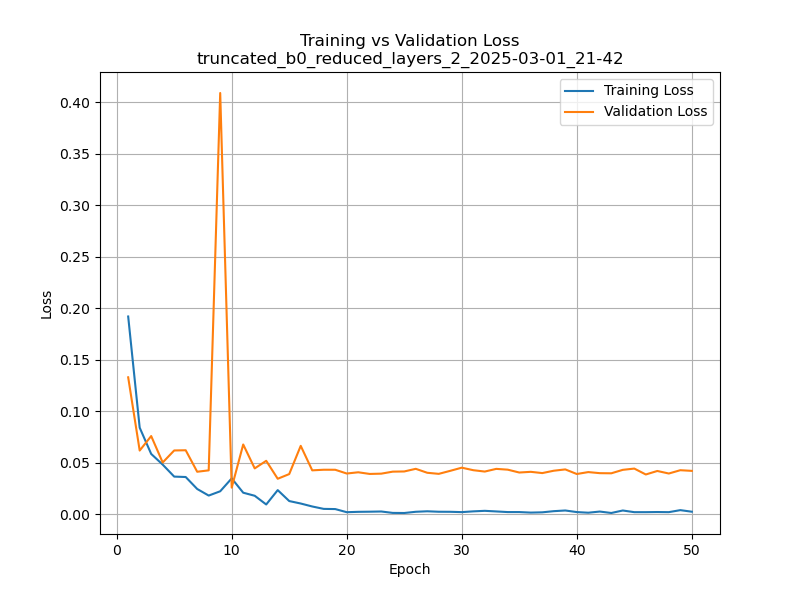 Training vs Validation Loss
truncated_b0_reduced_layers_2_2025-03-01_21-42
Training Loss
Validation Loss
0.40
0.35
0.30
0.25
0.20
0.15
0.10
0.05
0.00
Loss
0 10 20 30 40 50
Epoch